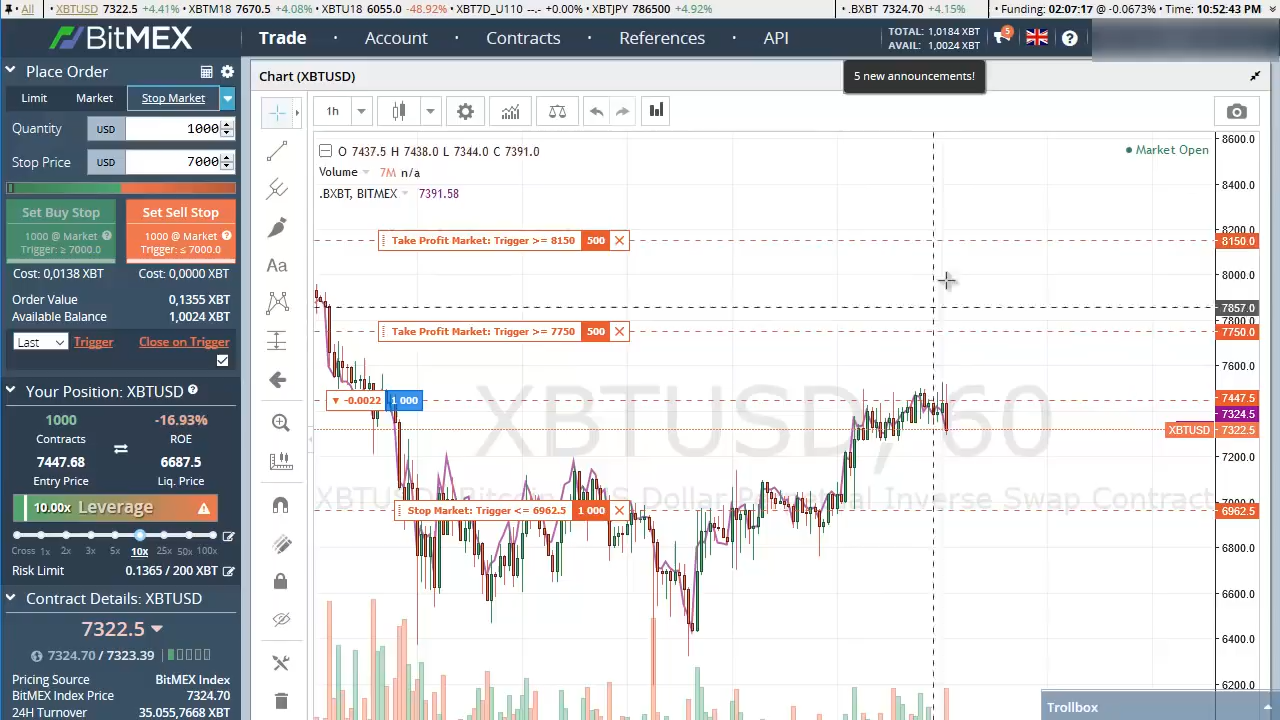 All XBTUSD 7322.5 +4.41% • XBTM18 7670.5 +4.08% • XBTU18 6055.0 -48.92% • XBT7D_U110 --.- +0.00% • XBTJPY 786500 +4.92% • .BXBT 7324.70 +4.15% • Funding: 02:07:17 @ -0.0673% • Time: 10:52:43 PM
BitMEX Trade • Account • Contracts • References • API TOTAL: 1,0184 XBT
AVAIL: 1,0024 XBT
5
?
Place Order
Limit Market Stop Market
Quantity USD 1000
Stop Price USD 7000
Set Buy Stop Set Sell Stop
1000 @ Market ? 1000 @ Market ?
Trigger: ≥ 7000.0 Trigger: ≤ 7000.0
Cost: 0,0138 XBT Cost: 0,0000 XBT
Order Value 0,1355 XBT
Available Balance 1,0024 XBT
Last Trigger Close on Trigger
Your Position: XBTUSD ?
1000 -16.93%
Contracts ROE
7447.68 6687.5
Entry Price Liq. Price
10.00x Leverage
Cross 1x 2x 3x 5x 10x 25x 50x 100x
Risk Limit 0.1365 / 200 XBT
Contract Details: XBTUSD
7322.5
7324.70 / 7323.39
Pricing Source BitMEX Index
BitMEX Index Price 7324.70
24H Turnover 35.055,7668 XBT
Chart (XBTUSD)
5 new announcements!
1h
Aa
O 7437.5 H 7438.0 L 7344.0 C 7391.0
Market Open
Volume 7M n/a
.BXBT, BITMEX 7391.58
Take Profit Market: Trigger >= 8150 500
Take Profit Market: Trigger >= 7750 500
-0.0022 1 000
Stop Market: Trigger <= 6962.5 1 000
XBTUSD, 60
XBTUSD: Bitcoin / US Dollar Perpetual Inverse Swap Contract
8600.0
8400.0
8200.0
8150.0
8000.0
7857.0
7800.0
7750.0
7600.0
7447.5
7324.5
XBTUSD 7322.5
7200.0
7000.0
6962.5
6800.0
6600.0
6400.0
6200.0
Trollbox